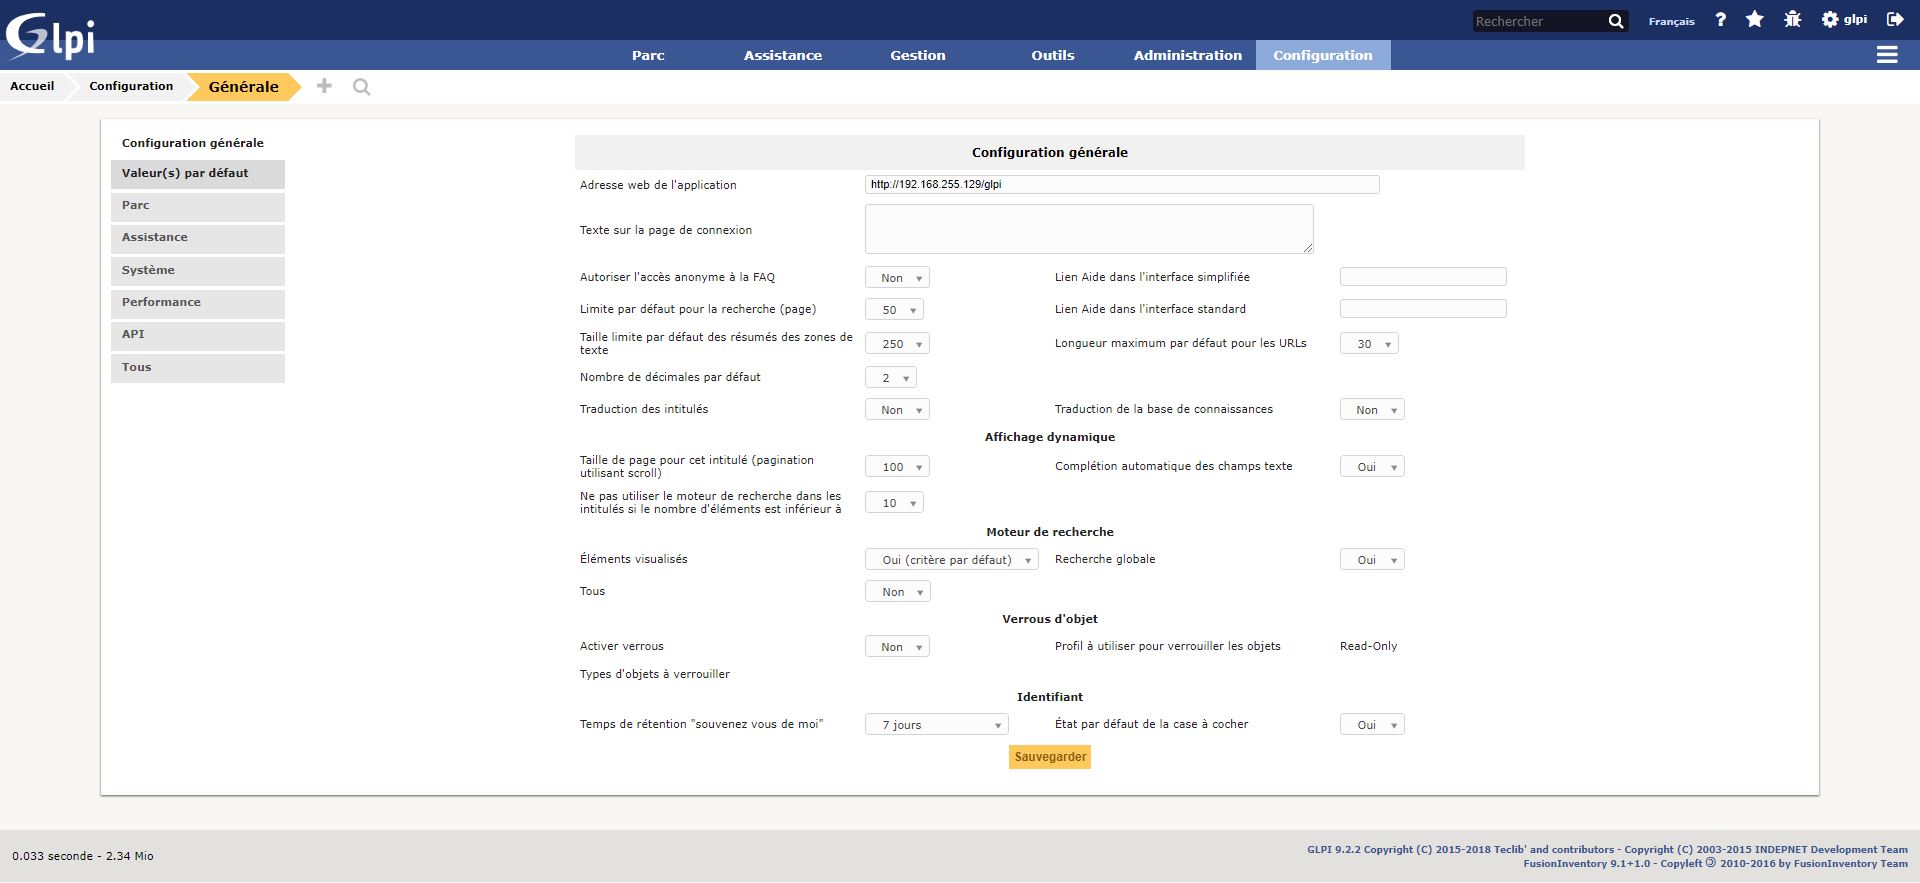 Glpi
Rechercher
Français
?
glpi
Parc
Assistance
Gestion
Outils
Administration
Configuration
Accueil
Configuration
Générale
Configuration générale
Valeur(s) par défaut
Parc
Assistance
Système
Performance
API
Tous
Configuration générale
Adresse web de l'application
http://192.168.255.129/glpi
Texte sur la page de connexion
Autoriser l'accès anonyme à la FAQ
Non
Lien Aide dans l'interface simplifiée
Limite par défaut pour la recherche (page)
50
Lien Aide dans l'interface standard
Taille limite par défaut des résumés des zones de
texte
250
Longueur maximum par défaut pour les URLs
30
Nombre de décimales par défaut
2
Traduction des intitulés
Non
Traduction de la base de connaissances
Non
Affichage dynamique
Taille de page pour cet intitulé (pagination
utilisant scroll)
100
Complétion automatique des champs texte
Oui
Ne pas utiliser le moteur de recherche dans les
intitulés si le nombre d'éléments est inférieur à
10
Moteur de recherche
Éléments visualisés
Oui (critère par défaut)
Recherche globale
Oui
Tous
Non
Verrous d'objet
Activer verrous
Non
Profil à utiliser pour verrouiller les objets
Read-Only
Types d'objets à verrouiller
Identifiant
Temps de rétention "souvenez vous de moi"
7 jours
État par défaut de la case à cocher
Oui
Sauvegarder
0.033 seconde - 2.34 Mio
GLPI 9.2.2 Copyright (C) 2015-2018 Teclib' and contributors - Copyright (C) 2003-2015 INDEPNET Development Team
FusionInventory 9.1+1.0 - Copyleft 🄯 2010-2016 by FusionInventory Team